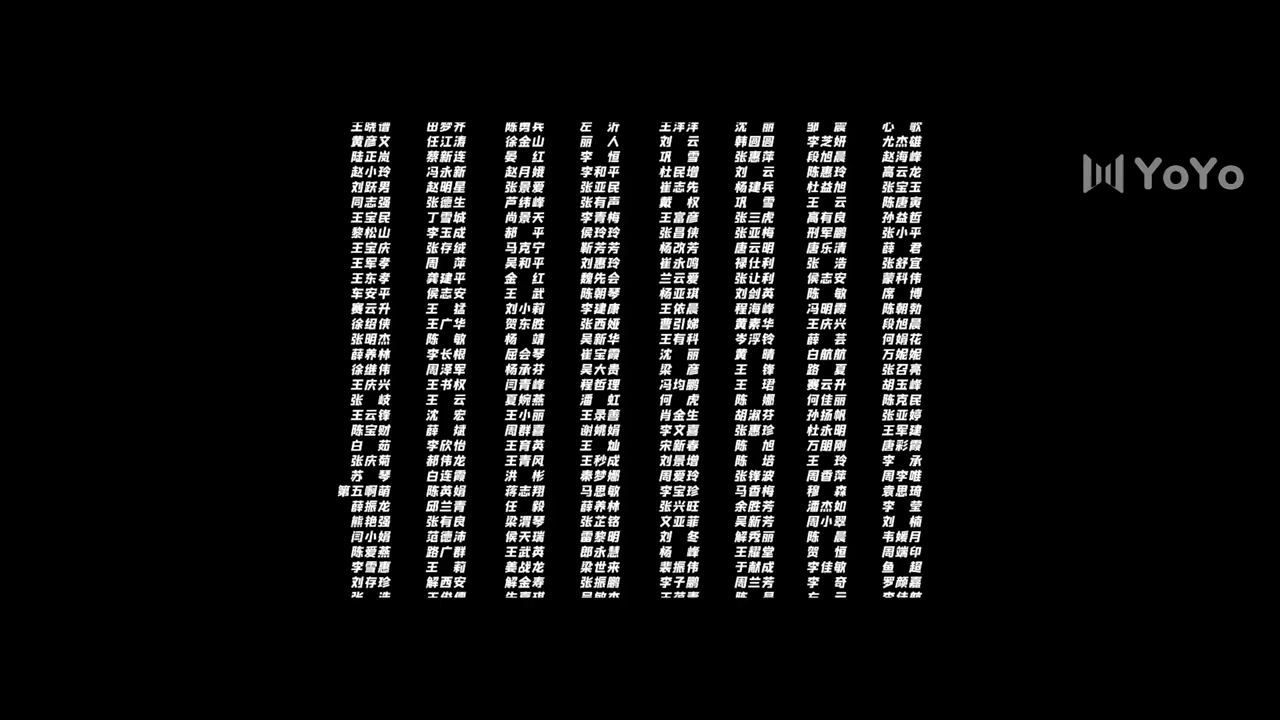 YoYo
王晓谱 田梦齐 陈勇兵 左沂 王泽泽 沈丽 邹晨 心歌
黄彦文 任江涛 徐金山 丽人 刘云 韩圆圆 李芝妍 尤杰雄
陆正岚 蔡新连 晏红 李恒 巩雪 张惠萍 段旭晨 赵海峰
赵小玲 冯永新 赵月娥 李和平 杜民增 刘云 陈惠玲 高云龙
刘跃男 赵明星 张景爱 张亚民 崔志先 杨建兵 杜益旭 张宝玉
同志强 张德生 芦纬峰 张有声 戴权 巩雪 王云 陈唐寅
王宝民 丁雪城 尚景天 李青梅 王富彦 张三虎 高有良 孙益哲
黎松山 李玉成 郝平 侯玲玲 张昌侠 张亚梅 刑军鹏 张小平
王宝庆 张存绒 马克宁 靳芳芳 杨改芳 唐云明 唐乐清 薛君
王军孝 周萍 吴和平 刘惠玲 崔永鸣 禄仕利 张浩 张舒宜
王东孝 龚建平 金红 魏先会 兰云爱 张让利 侯志安 蒙科伟
车安平 侯志安 王武 陈朝琴 杨亚琪 刘剑英 陈敏 席博
赛云升 王猛 刘小莉 李建康 王依晨 程海峰 冯明霞 陈朝勃
徐绍侠 王广华 贺东胜 张西娅 曹引娣 黄素华 王庆兴 段旭晨
张明杰 陈敏 杨靖 吴新华 王有科 岑浮铃 薛芸 何娟花
薛养林 李长根 屈会琴 崔宝霞 沈丽 黄晴 白航航 万妮妮
徐继伟 周泽军 杨承芬 吴大贵 梁彦 王锋 路夏 张召亮
王庆兴 王书权 闫青峰 程哲理 冯均鹏 王珺 赛云升 胡玉峰
张岐 王云 夏婉燕 潘虹 何虎 陈娜 何佳丽 陈克民
王云锋 沈宏 王小丽 王录善 肖金生 胡淑芬 孙扬帆 张亚婷
陈宝财 薛斌 周群喜 谢娥娟 李文喜 张惠珍 杜永明 王军建
白茹 李欣怡 王育英 王灿 宋新春 陈旭 万朋刚 唐彩霞
张庆菊 郝伟龙 王青风 王秒成 刘景增 陈培 王玲 李承
苏琴 白连霞 洪彬 秦梦娜 周爱玲 张锋波 周香萍 周李唯
第五啊萌 陈英娟 蒋志翔 马思敏 李宝珍 马香梅 穆森 袁思琦
薛振龙 邱兰青 任毅 薛养林 张兴旺 余胜芳 潘杰如 李莹
熊艳强 张有良 梁渭琴 张芷铭 文亚菲 吴新芳 周小翠 刘楠
闫小娟 范德沛 侯天瑞 雷黎明 刘冬 解秀丽 陈晨 韦媛月
陈爱燕 路广群 王武英 郎永慧 杨峰 王耀堂 贺恒 周端印
李雪惠 王莉 姜战龙 梁世来 裴振伟 于献成 李佳敏 鱼超
刘存珍 解西安 解金寿 张振鹏 李子鹏 周兰芳 李奇 罗颇嘉